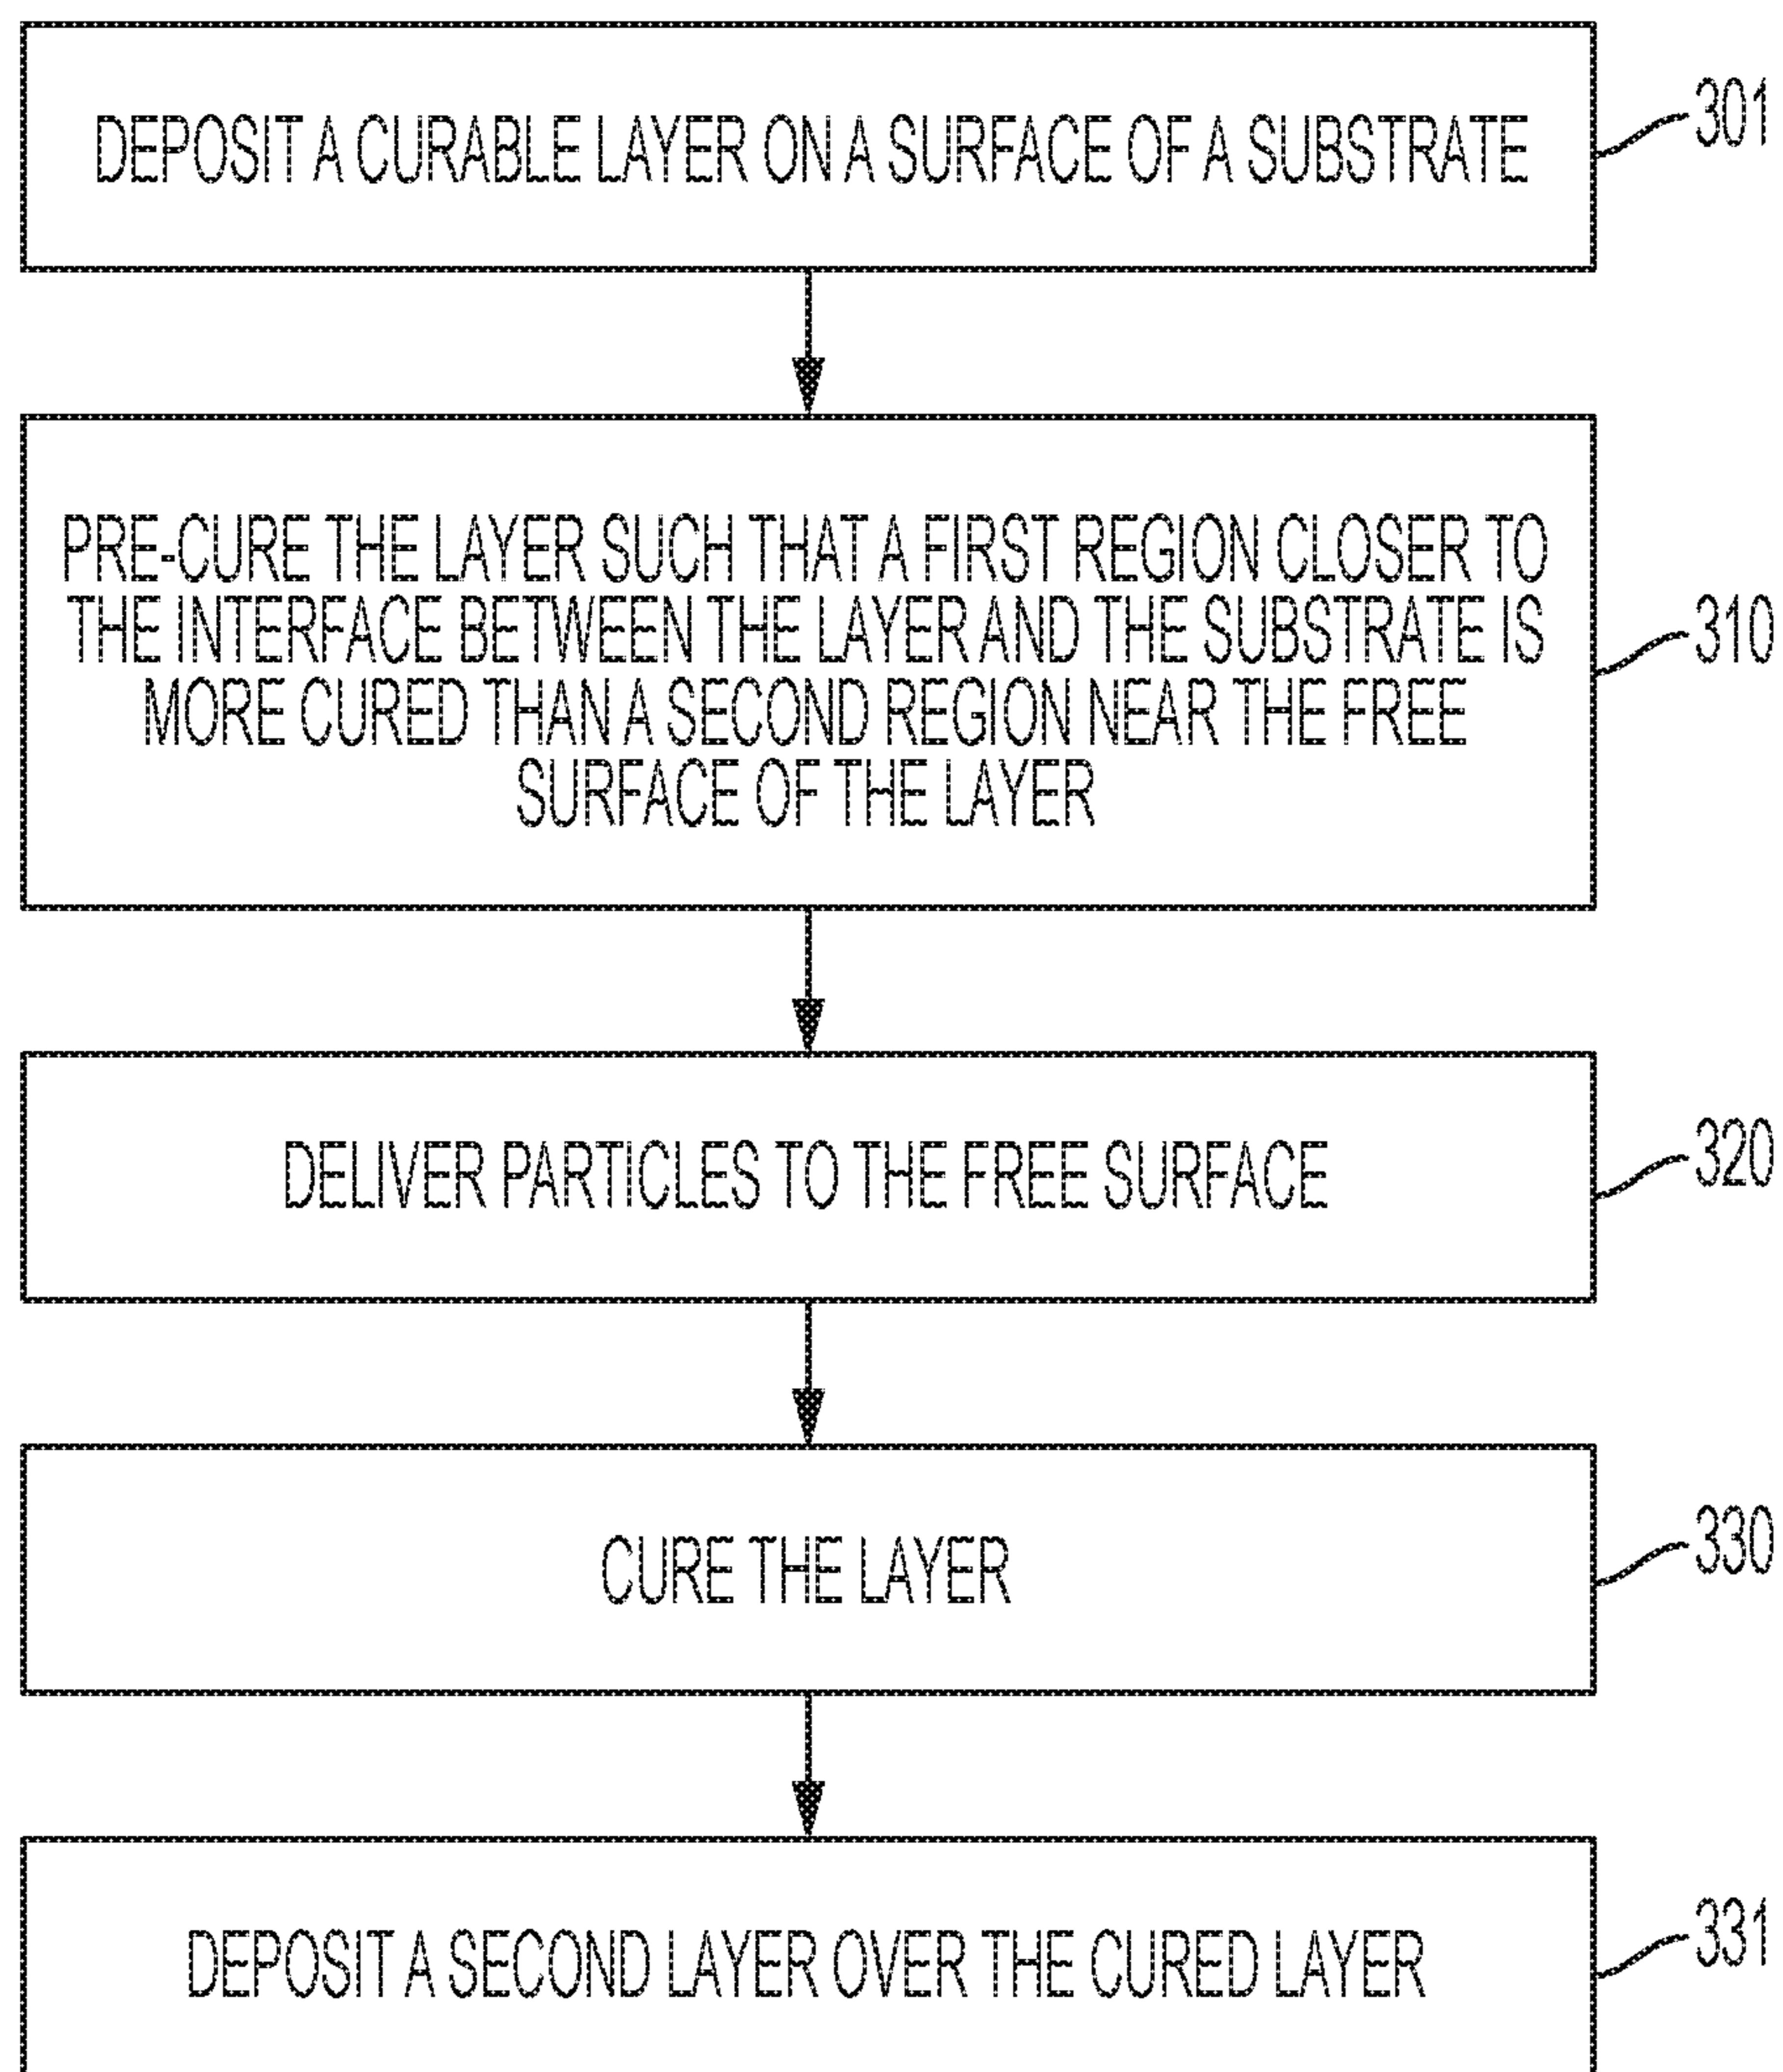 DEPOSIT A CURABLE LAYER ON A SURFACE OF A SUBSTRATE
301
PRE-CURE THE LAYER SUCH THAT A FIRST REGION CLOSER TO
THE INTERFACE BETWEEN THE LAYER AND THE SUBSTRATE IS
MORE CURED THAN A SECOND REGION NEAR THE FREE
SURFACE OF THE LAYER
310
DELIVER PARTICLES TO THE FREE SURFACE
320
CURE THE LAYER
330
DEPOSIT A SECOND LAYER OVER THE CURED LAYER
331